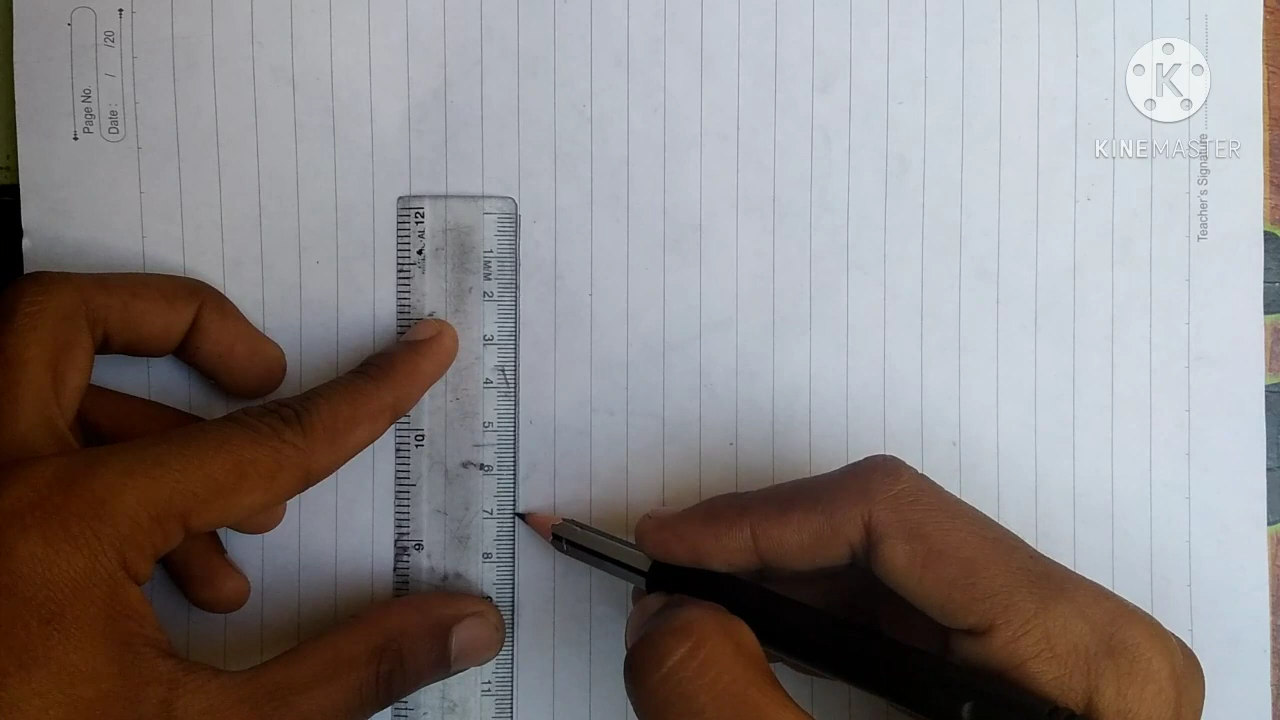 Page No.
Date : / /20
K
KINEMASTER
Teacher's Signature
12
10
9
1 M/M 2 3 4 5 6 7 8 11